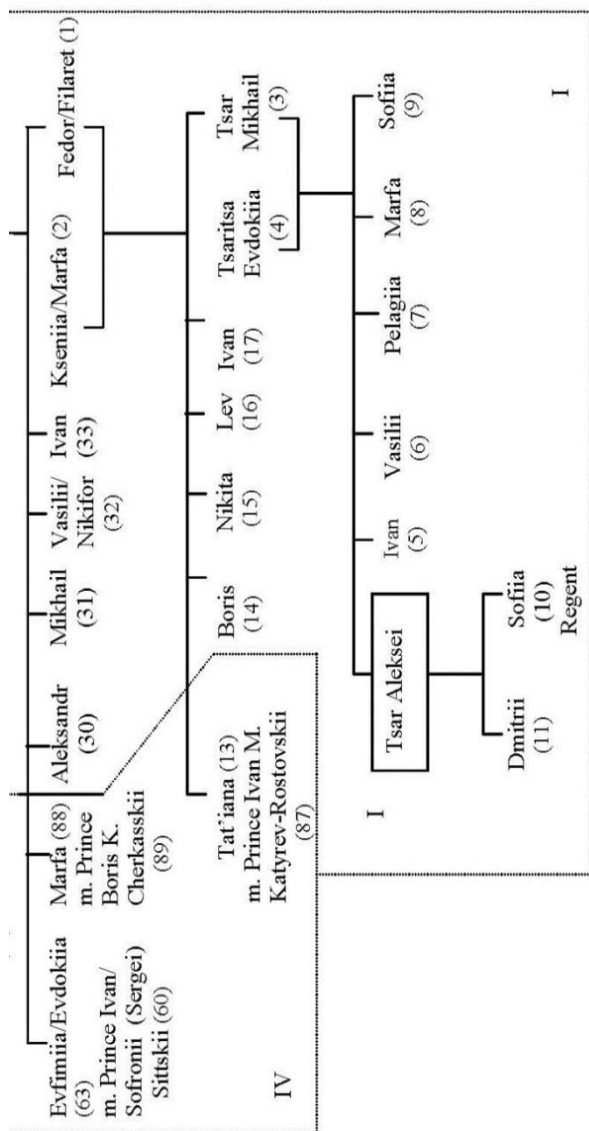 Evfimiia/Evdokiia
(63)
m. Prince Ivan/
Sofronii (Sergei)
Sittskii (60)
Marfa (88)
m. Prince
Boris K.
Cherkasskii
(89)
Aleksandr
(30)
Mikhail
(31)
Vasilii/
Nikifor
(32)
Ivan
(33)
Kseniia/Marfa (2)
Fedor/Filaret (1)
IV
Tat’iana (13)
m. Prince Ivan M.
Katyrev-Rostovskii
(87)
Boris
(14)
Nikita
(15)
Lev
(16)
Ivan
(17)
Tsaritsa
Evdokiia
(4)
Tsar
Mikhail
(3)
I
Tsar Aleksei
Ivan
(5)
Vasilii
(6)
Pelagiia
(7)
Marfa
(8)
Sofiia
(9)
Dmitrii
(11)
Sofiia
(10)
Regent
I